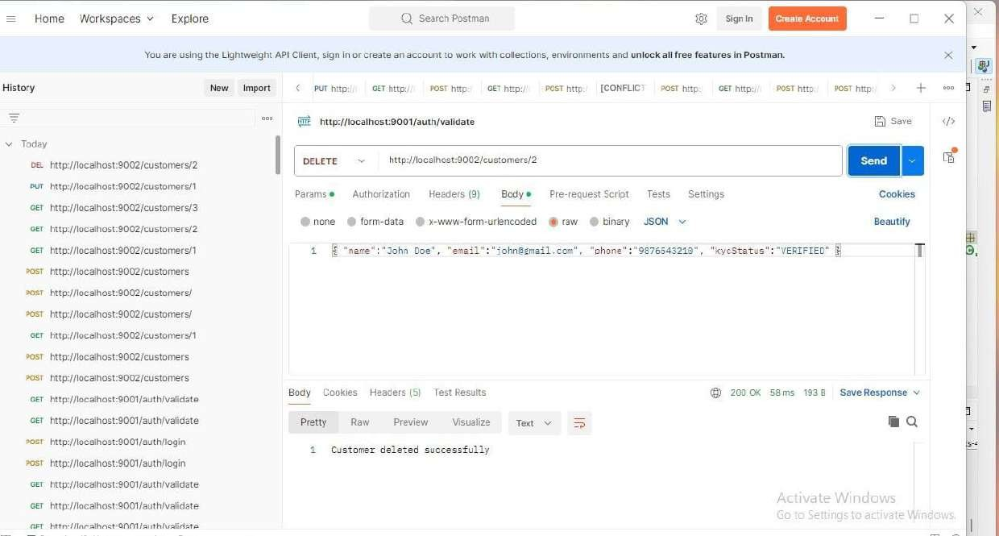 Home Workspaces Explore Search Postman Sign In Create Account
You are using the Lightweight API Client, sign in or create an account to work with collections, environments and unlock all free features in Postman.
History New Import
PUT http:// GET http:// POST http: GET http:// POST http: [CONFLICT POST http: GET http:// POST http: POST http:
http://localhost:9001/auth/validate Save
Today
DEL http://localhost:9002/customers/2
PUT http://localhost:9002/customers/1
GET http://localhost:9002/customers/3
GET http://localhost:9002/customers/2
GET http://localhost:9002/customers/1
POST http://localhost:9002/customers
POST http://localhost:9002/customers/
POST http://localhost:9002/customers/
GET http://localhost:9002/customers/1
POST http://localhost:9002/customers
POST http://localhost:9002/customers
GET http://localhost:9001/auth/validate
GET http://localhost:9001/auth/validate
POST http://localhost:9001/auth/login
POST http://localhost:9001/auth/login
GET http://localhost:9001/auth/validate
GET http://localhost:9001/auth/validate
GET http://localhost:9001/auth/validate
DELETE http://localhost:9002/customers/2 Send
Params Authorization Headers (9) Body Pre-request Script Tests Settings Cookies
none form-data x-www-form-urlencoded raw binary JSON Beautify
1 { "name":"John Doe", "email":"john@gmail.com", "phone":"9876543210", "kycStatus":"VERIFIED" }
Body Cookies Headers (5) Test Results 200 OK 58 ms 193 B Save Response
Pretty Raw Preview Visualize Text
1 Customer deleted successfully
Activate Windows
Go to Settings to activate Windows.